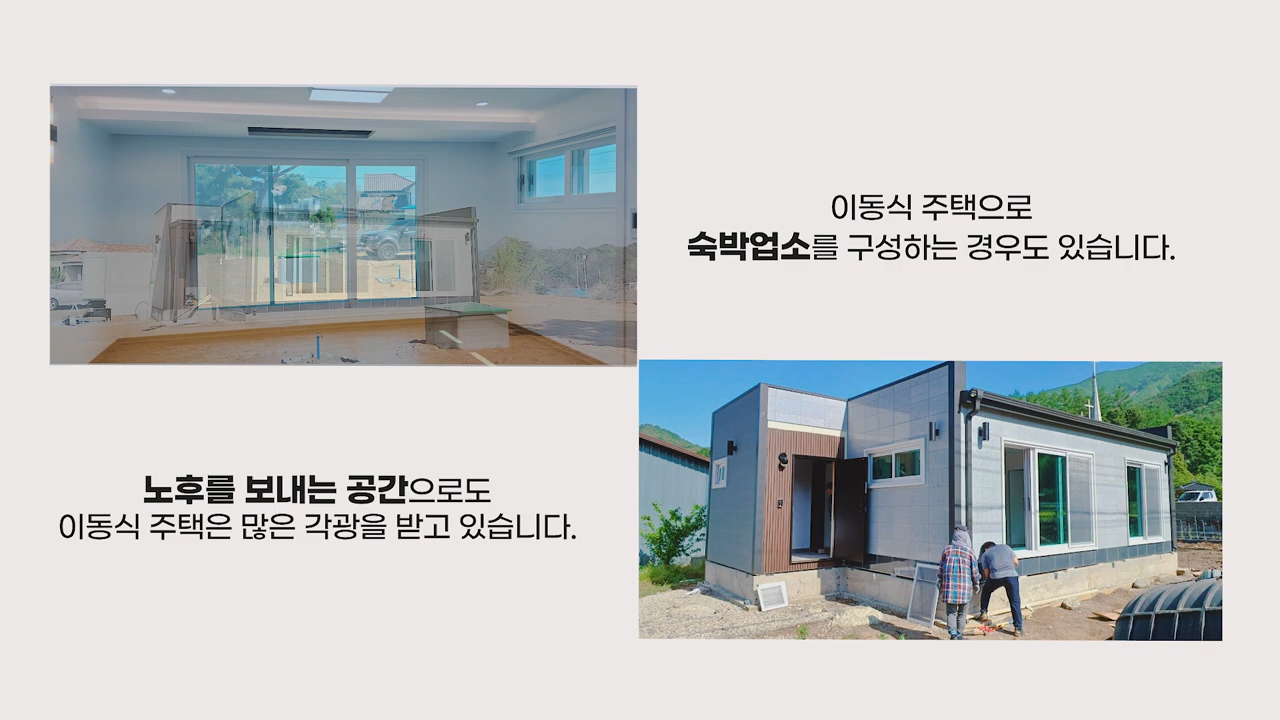 이동식 주택으로
숙박업소를 구성하는 경우도 있습니다.
노후를 보내는 공간으로도
이동식 주택은 많은 각광을 받고 있습니다.